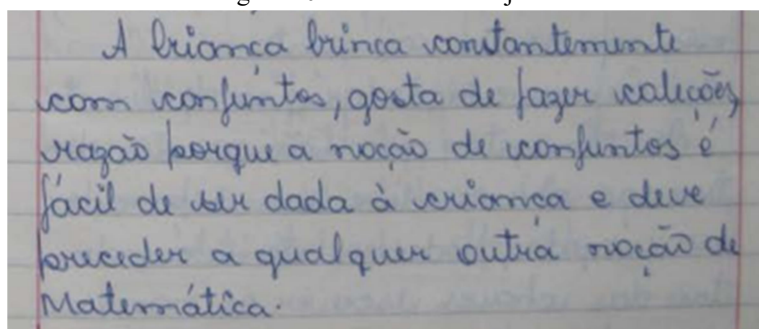 A criança brinca constantemente
com conjuntos, gosta de fazer coleções,
razão porque a noção de conjuntos é
fácil de ser dada à criança e deve
preceder a qualquer outra noção de
Matemática.